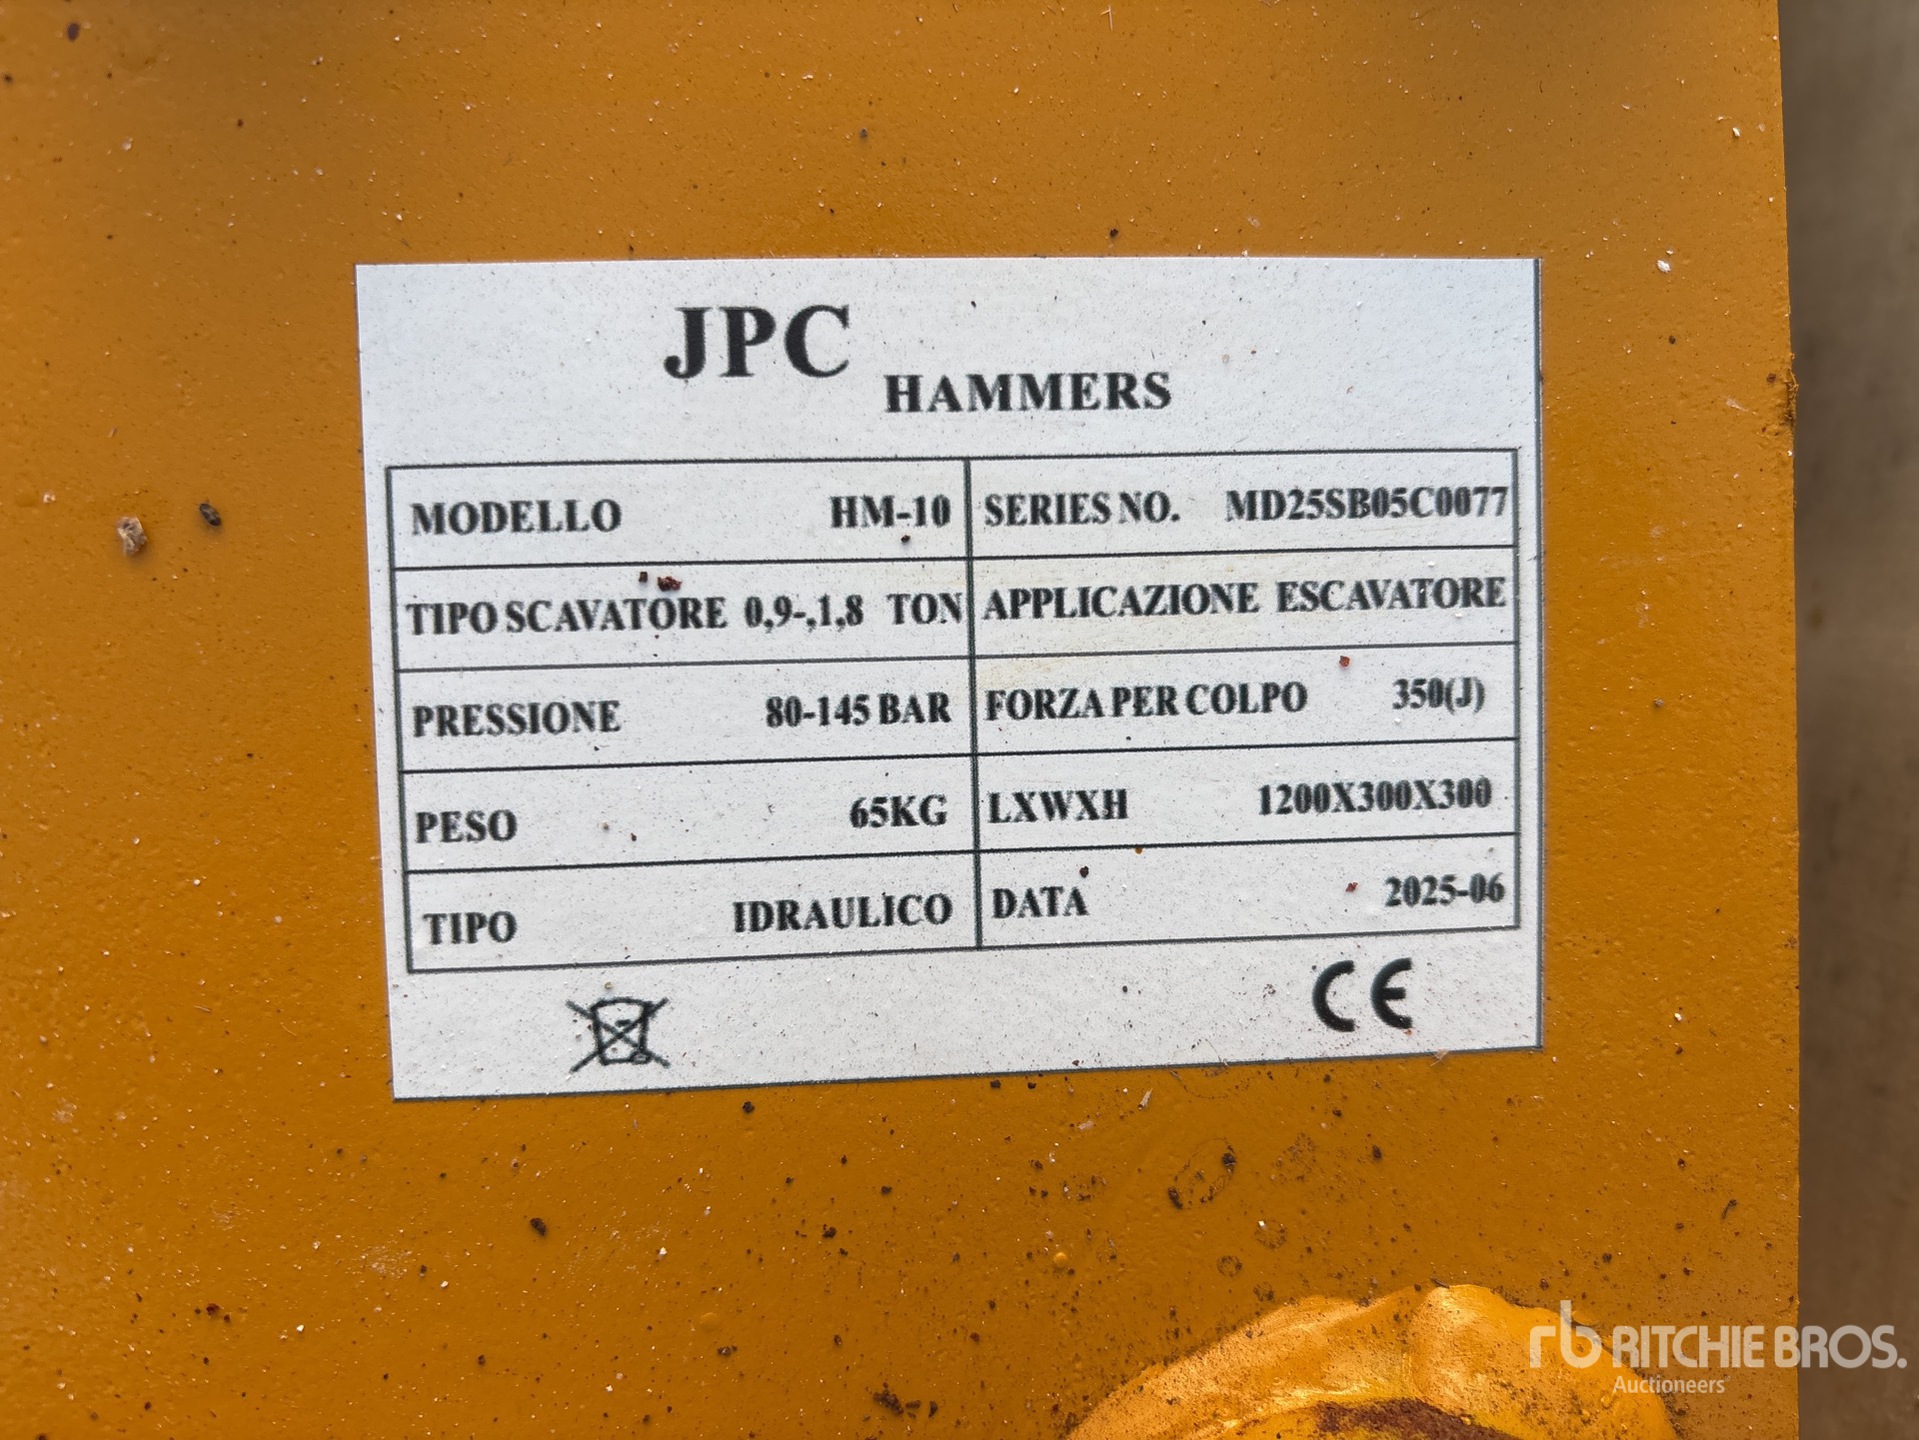 JPC
HAMMERS
MODELLO HM-10 SERIES NO. MD25SB05C0077
TIPO SCAVATORE 0,9-,1,8 TON APPLICAZIONE ESCAVATORE
PRESSIONE 80-145 BAR FORZA PER COLPO 350(J)
PESO 65KG LXWXH 1200X300X300
TIPO IDRAULICO DATA 2025-06
CE
rb RITCHIE BROS.
Auctioneers